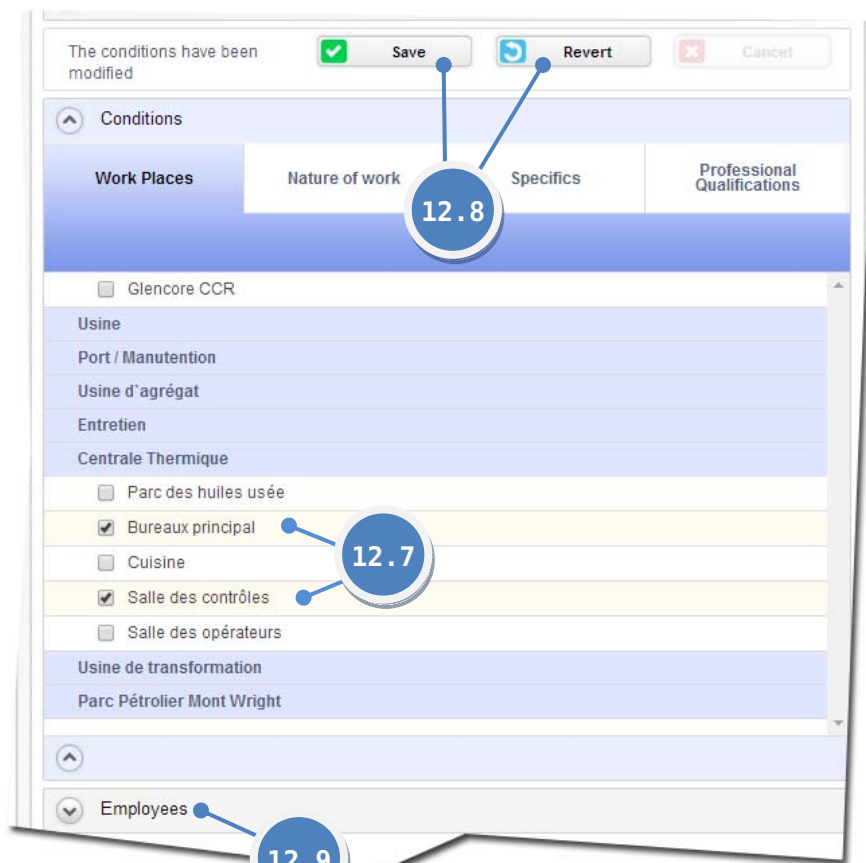 The conditions have been
modified
Save
Revert
Cancel
Conditions
Work Places
Nature of work
Specifics
Professional
Qualifications
12.8
Glencore CCR
Usine
Port / Manutention
Usine d`agrégat
Entretien
Centrale Thermique
Parc des huiles usée
Bureaux principal
12.7
Cuisine
Salle des contrôles
Salle des opérateurs
Usine de transformation
Parc Pétrolier Mont Wright
Employees
12.9